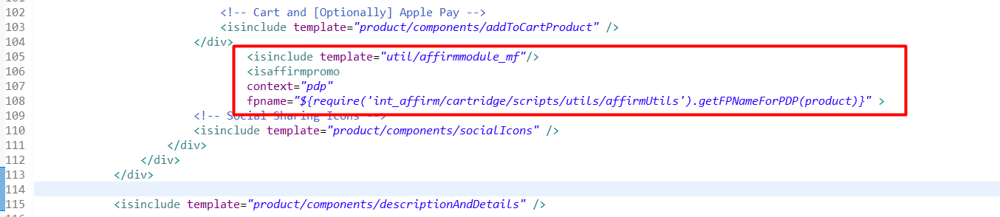 102 <!-- Cart and [Optionally] Apple Pay -->
103 <isinclude template="product/components/addToCartProduct" />
104 </div>
105 <isinclude template="util/affirmmodule_mf"/>
106 <isaffirmpromo
107 context="pdp"
108 fpname="${require('int_affirm/cartridge/scripts/utils/affirmUtils').getFPNameForPDP(product)}" >
109 <!-- Social Sharing Icons -->
110 <isinclude template="product/components/socialIcons" />
111 </div>
112 </div>
113 </div>
114
115 <isinclude template="product/components/descriptionAndDetails" />